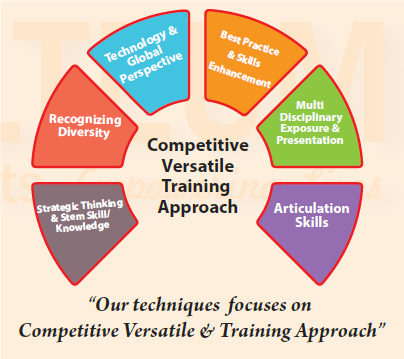 Technology &
Global
Perspective
Best Practice
& Skills
Enhancement
Recognizing
Diversity
Multi
Disciplinary
Exposure &
Presentation
Competitive
Versatile
Training
Approach
Strategic Thinking
& Stem Skill/
Knowledge
Articulation
Skills
“Our techniques focuses on
Competitive Versatile & Training Approach”